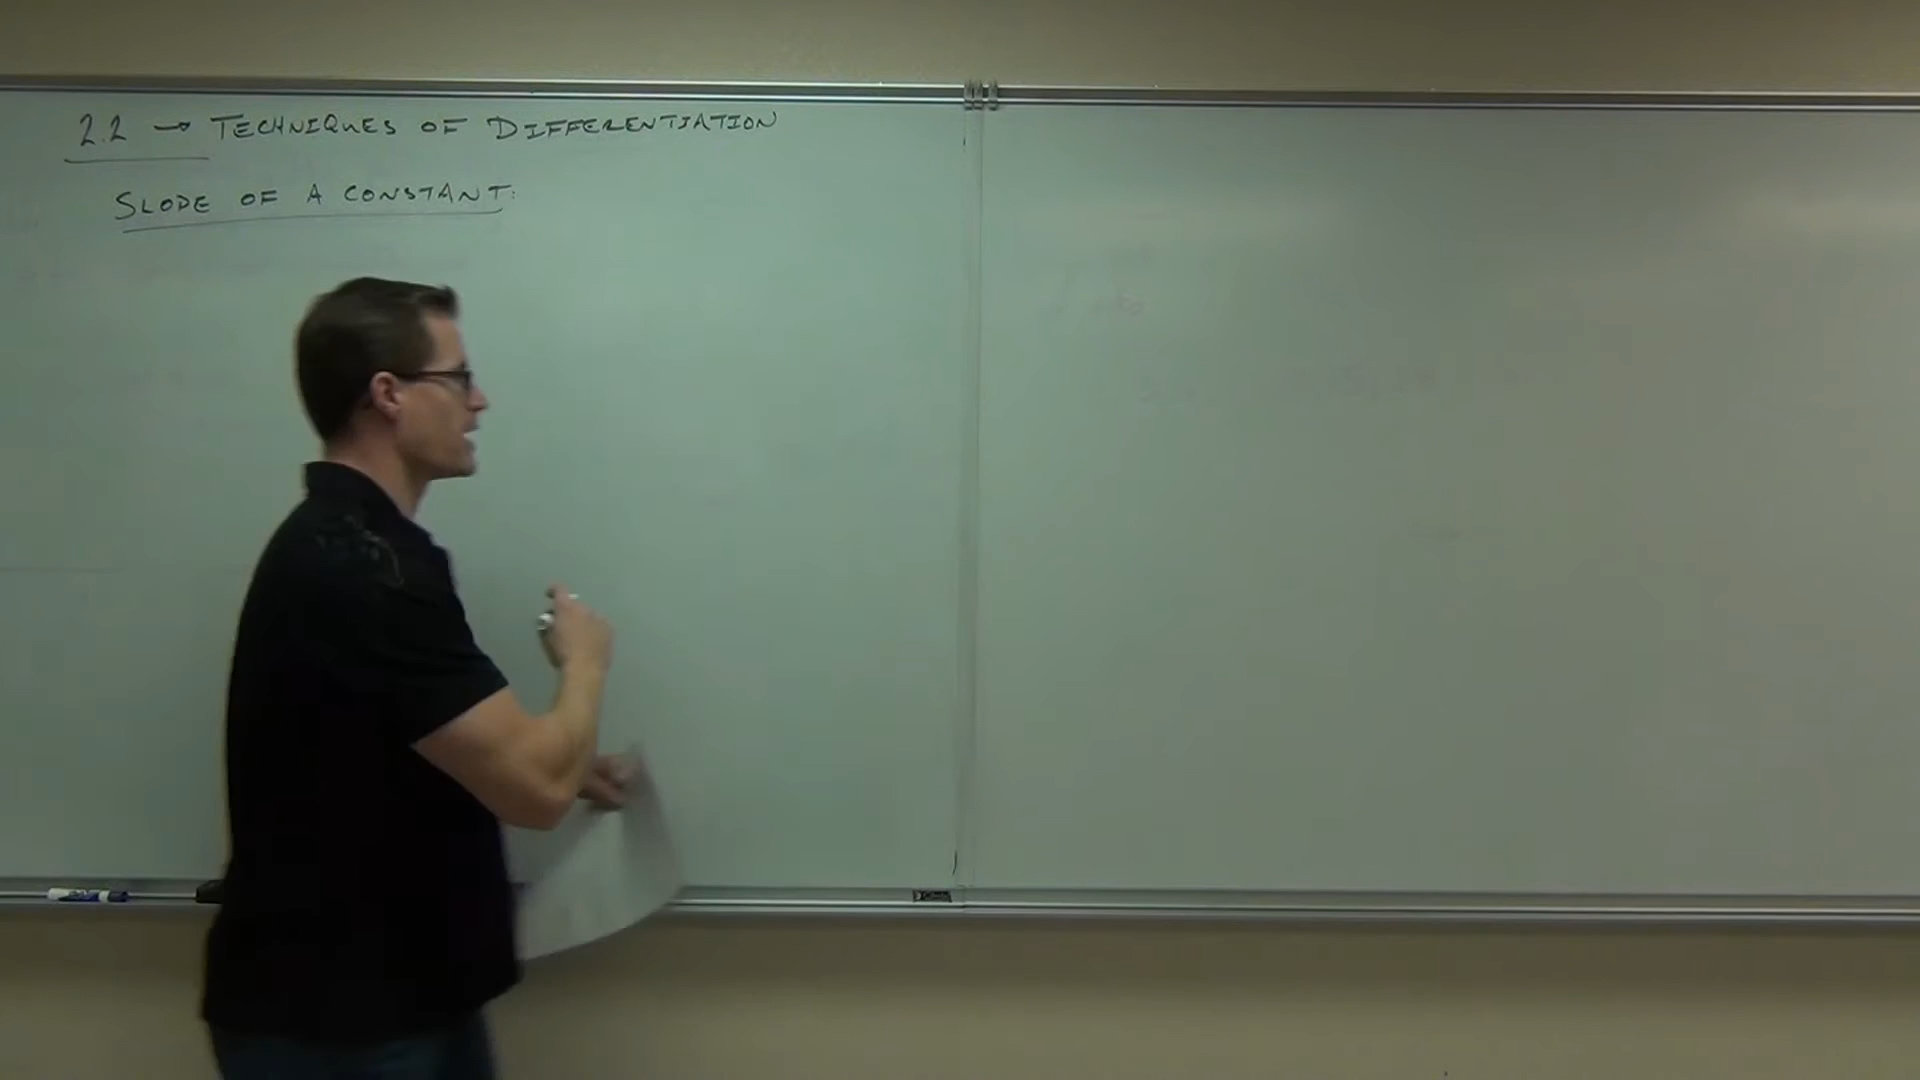 2.2 → TECHNIQUES OF DIFFERENTIATION
SLOPE OF A CONSTANT: